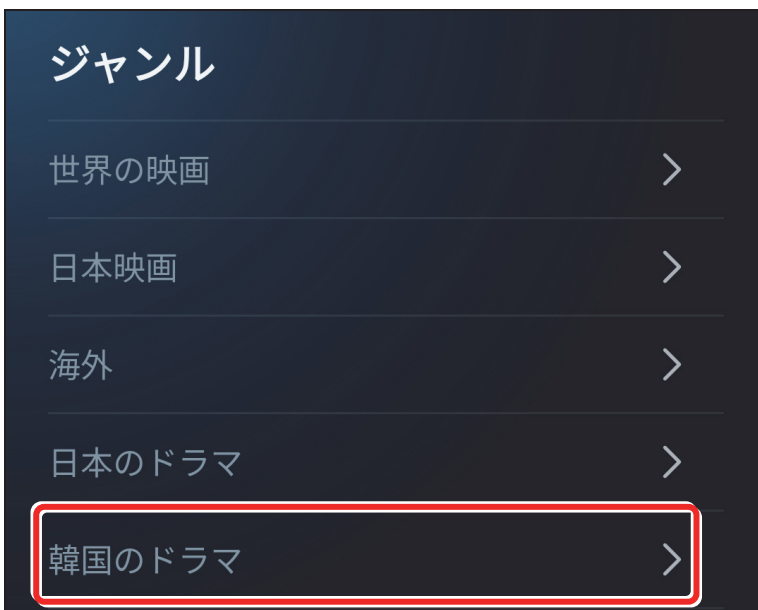 ジャンル
世界の映画
日本映画
海外
日本のドラマ
韓国のドラマ